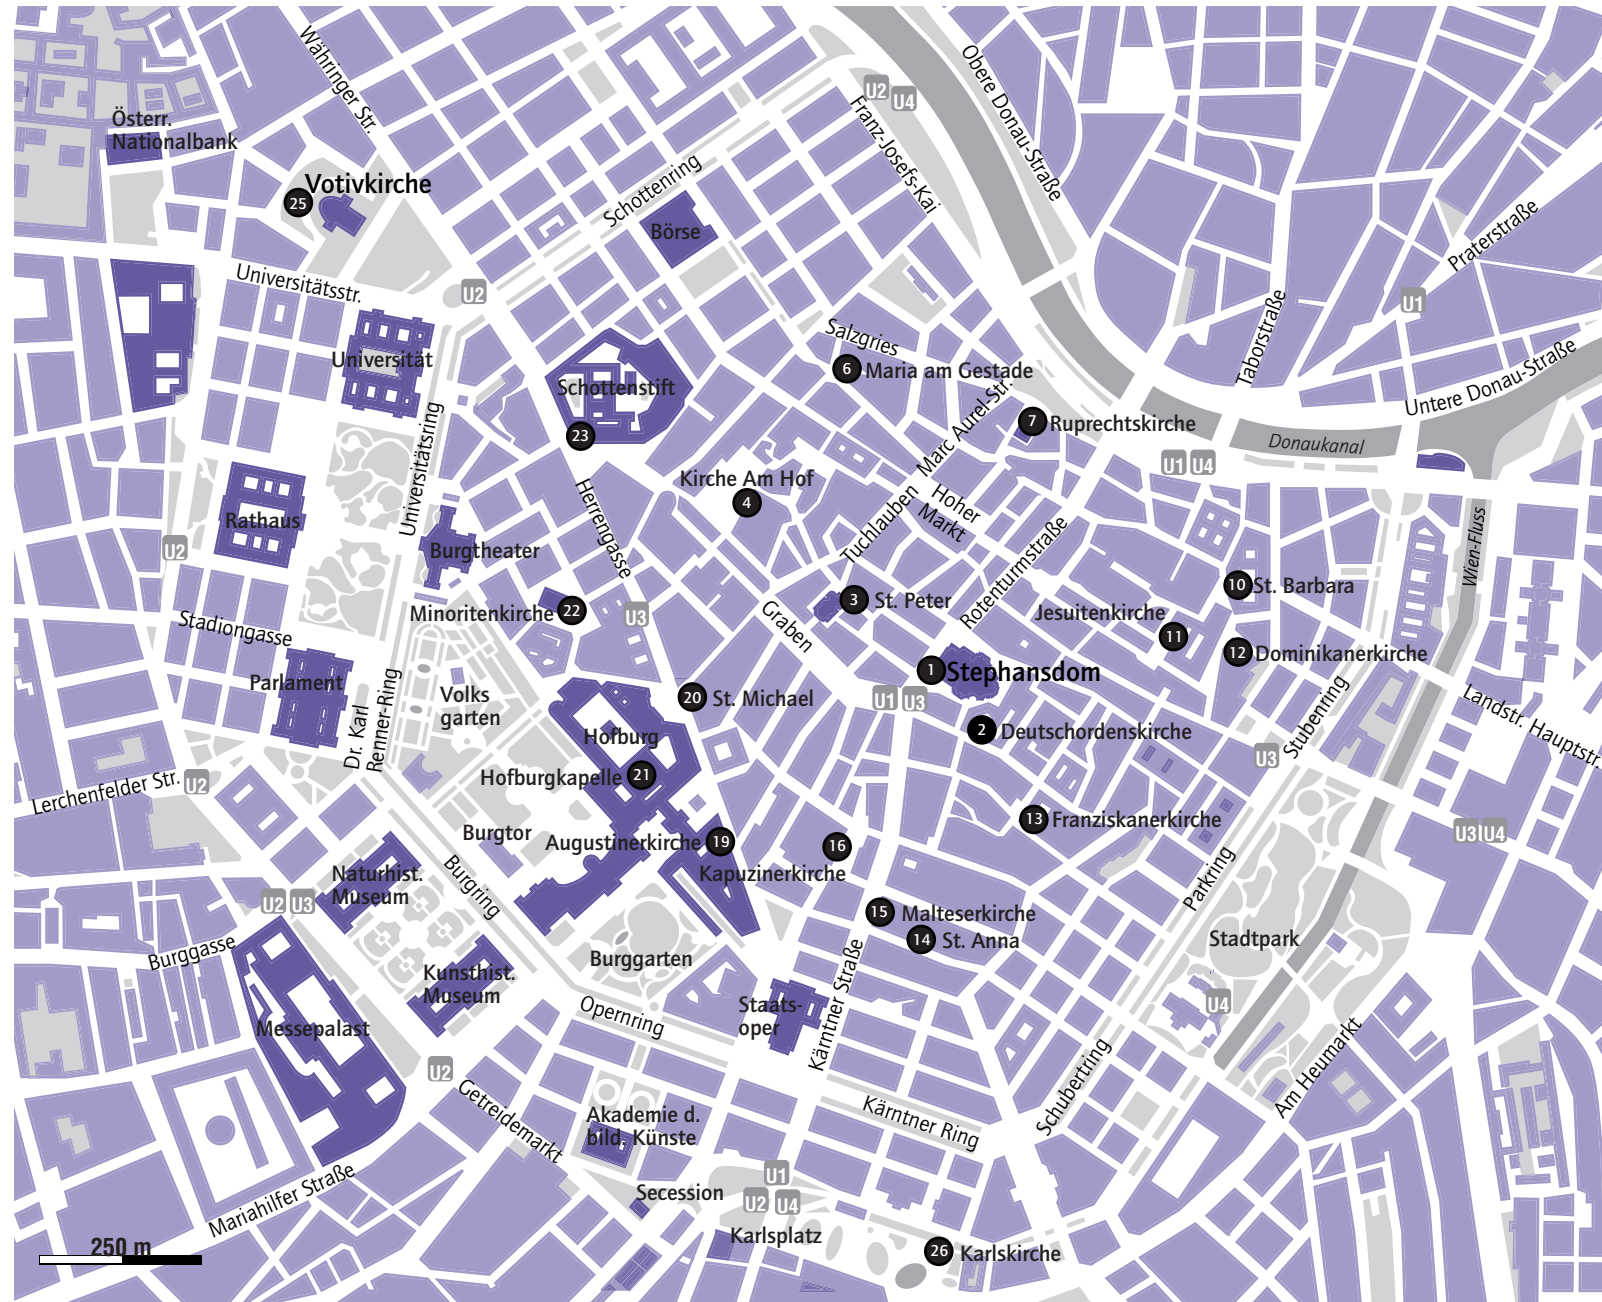 Währinger Str.
Obere Donau-Straße
U2
U4
Franz-Josefs-Kai
Österr.
Nationalbank
Votivkirche
25
Schottenring
Börse
Praterstraße
Universitätsstr.
U2
U1
Taborstraße
Salzgries
6
Maria am Gestade
Universität
Schottenstift
Untere Donau-Straße
Marc Aurel-Str.
7
Ruprechtskirche
23
Donaukanal
Universitätsring
U1
U4
Kirche Am Hof
4
Herrengasse
Hoher
Markt
Tuchlauben
Rathaus
U2
Burgtheater
Wien-Fluss
Rotenturmstraße
10
St. Barbara
3
St. Peter
Minoritenkirche
22
U3
Jesuitenkirche
11
Graben
Stadiongasse
12
Dominikanerkirche
1
Stephansdom
Parlament
Dr. Karl
Renner-Ring
Volks
garten
20
St. Michael
U1
U3
Landstr. Hauptstr.
Stubenring
2
Deutschordenskirche
Hofburg
U3
Hofburgkapelle
21
Lerchenfelder Str.
U2
13
Franziskanerkirche
Burgtor
Augustinerkirche
19
16
Kapuzinerkirche
U3
U4
Naturhist.
Museum
Burgring
Parkring
U2
U3
15
Malteserkirche
14
St. Anna
Stadtpark
Burggasse
Burggarten
Kunsthist.
Museum
Kärntner Straße
U4
Staats-
oper
Opernring
Messepalast
U2
Getreidemarkt
Schubertring
Am Heumarkt
Akademie d.
bild. Künste
Kärntner Ring
Mariahilfer Straße
Secession
U1
U2
U4
Karlsplatz
26
Karlskirche
250 m